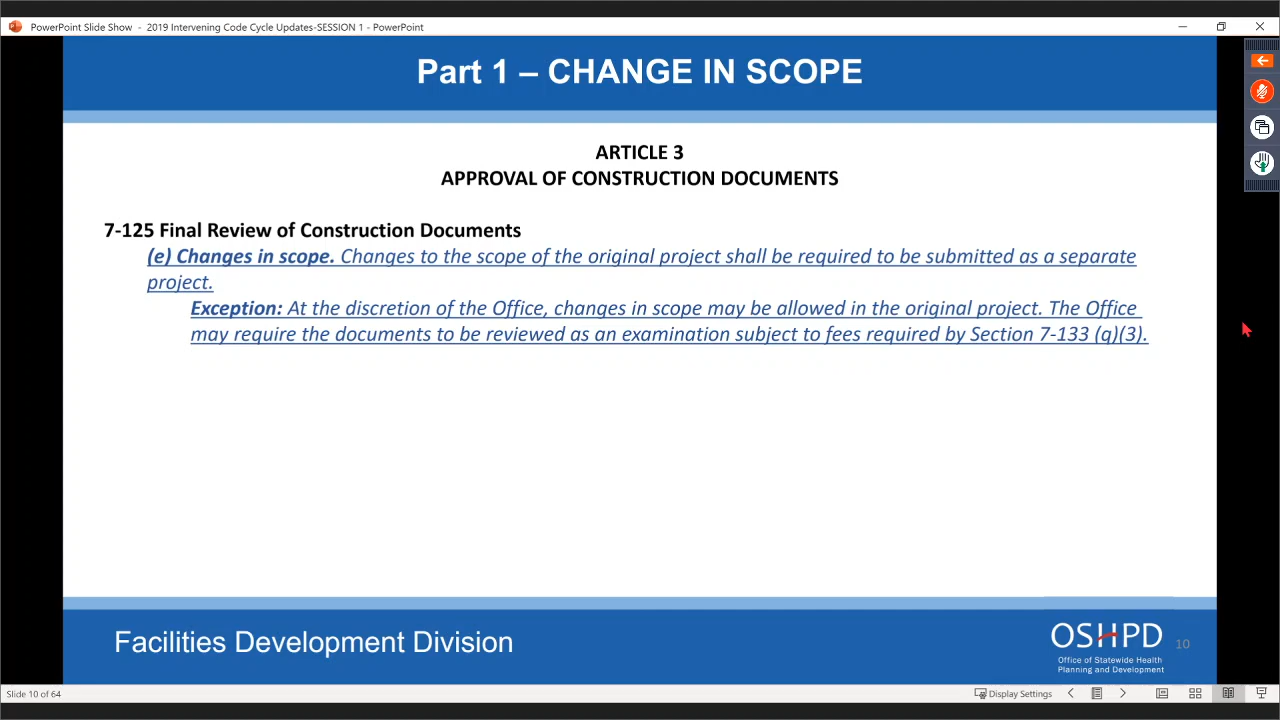 PowerPoint Slide Show - 2019 Intervening Code Cycle Updates-SESSION 1 - PowerPoint
Part 1 – CHANGE IN SCOPE
ARTICLE 3
APPROVAL OF CONSTRUCTION DOCUMENTS
7-125 Final Review of Construction Documents
(e) Changes in scope. Changes to the scope of the original project shall be required to be submitted as a separate
project.
Exception: At the discretion of the Office, changes in scope may be allowed in the original project. The Office
may require the documents to be reviewed as an examination subject to fees required by Section 7-133 (q)(3).
Facilities Development Division
OSHPD
Office of Statewide Health
Planning and Development
10
Slide 10 of 64
Display Settings